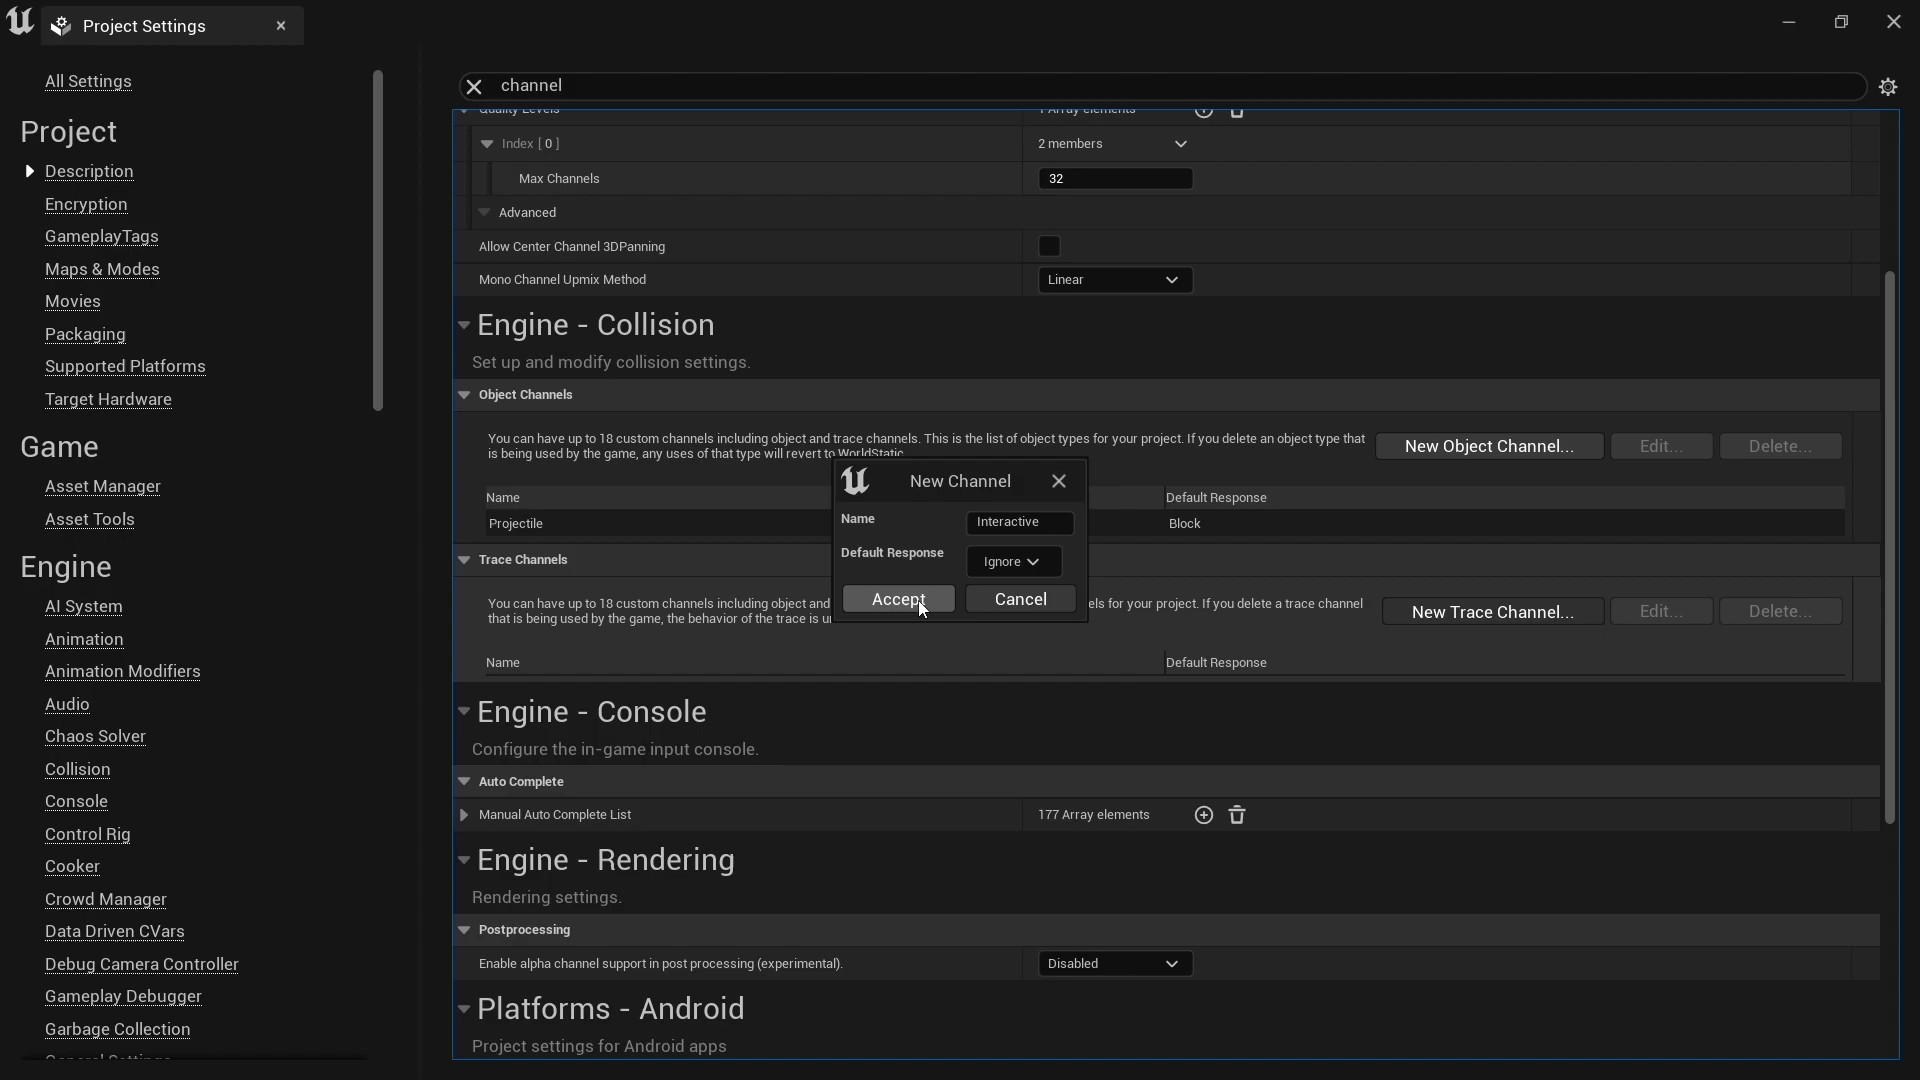 Project Settings
All Settings
Project
Description
Encryption
GameplayTags
Maps & Modes
Movies
Packaging
Supported Platforms
Target Hardware
Game
Asset Manager
Asset Tools
Engine
AI System
Animation
Animation Modifiers
Audio
Chaos Solver
Collision
Console
Control Rig
Cooker
Crowd Manager
Data Driven CVars
Debug Camera Controller
Gameplay Debugger
Garbage Collection
General Settings
channel
Quality Levels 1 Array elements
Index [ 0 ] 2 members
Max Channels 32
Advanced
Allow Center Channel 3DPanning
Mono Channel Upmix Method Linear
Engine - Collision
Set up and modify collision settings.
Object Channels
You can have up to 18 custom channels including object and trace channels. This is the list of object types for your project. If you delete an object type that
is being used by the game, any uses of that type will revert to WorldStatic.
New Object Channel... Edit... Delete...
Name Default Response
Projectile Block
New Channel
Name Interactive
Default Response Ignore
Accept Cancel
Trace Channels
You can have up to 18 custom channels including object and els for your project. If you delete a trace channel
that is being used by the game, the behavior of the trace is u
New Trace Channel... Edit... Delete...
Name Default Response
Engine - Console
Configure the in-game input console.
Auto Complete
Manual Auto Complete List 177 Array elements
Engine - Rendering
Rendering settings.
Postprocessing
Enable alpha channel support in post processing (experimental). Disabled
Platforms - Android
Project settings for Android apps